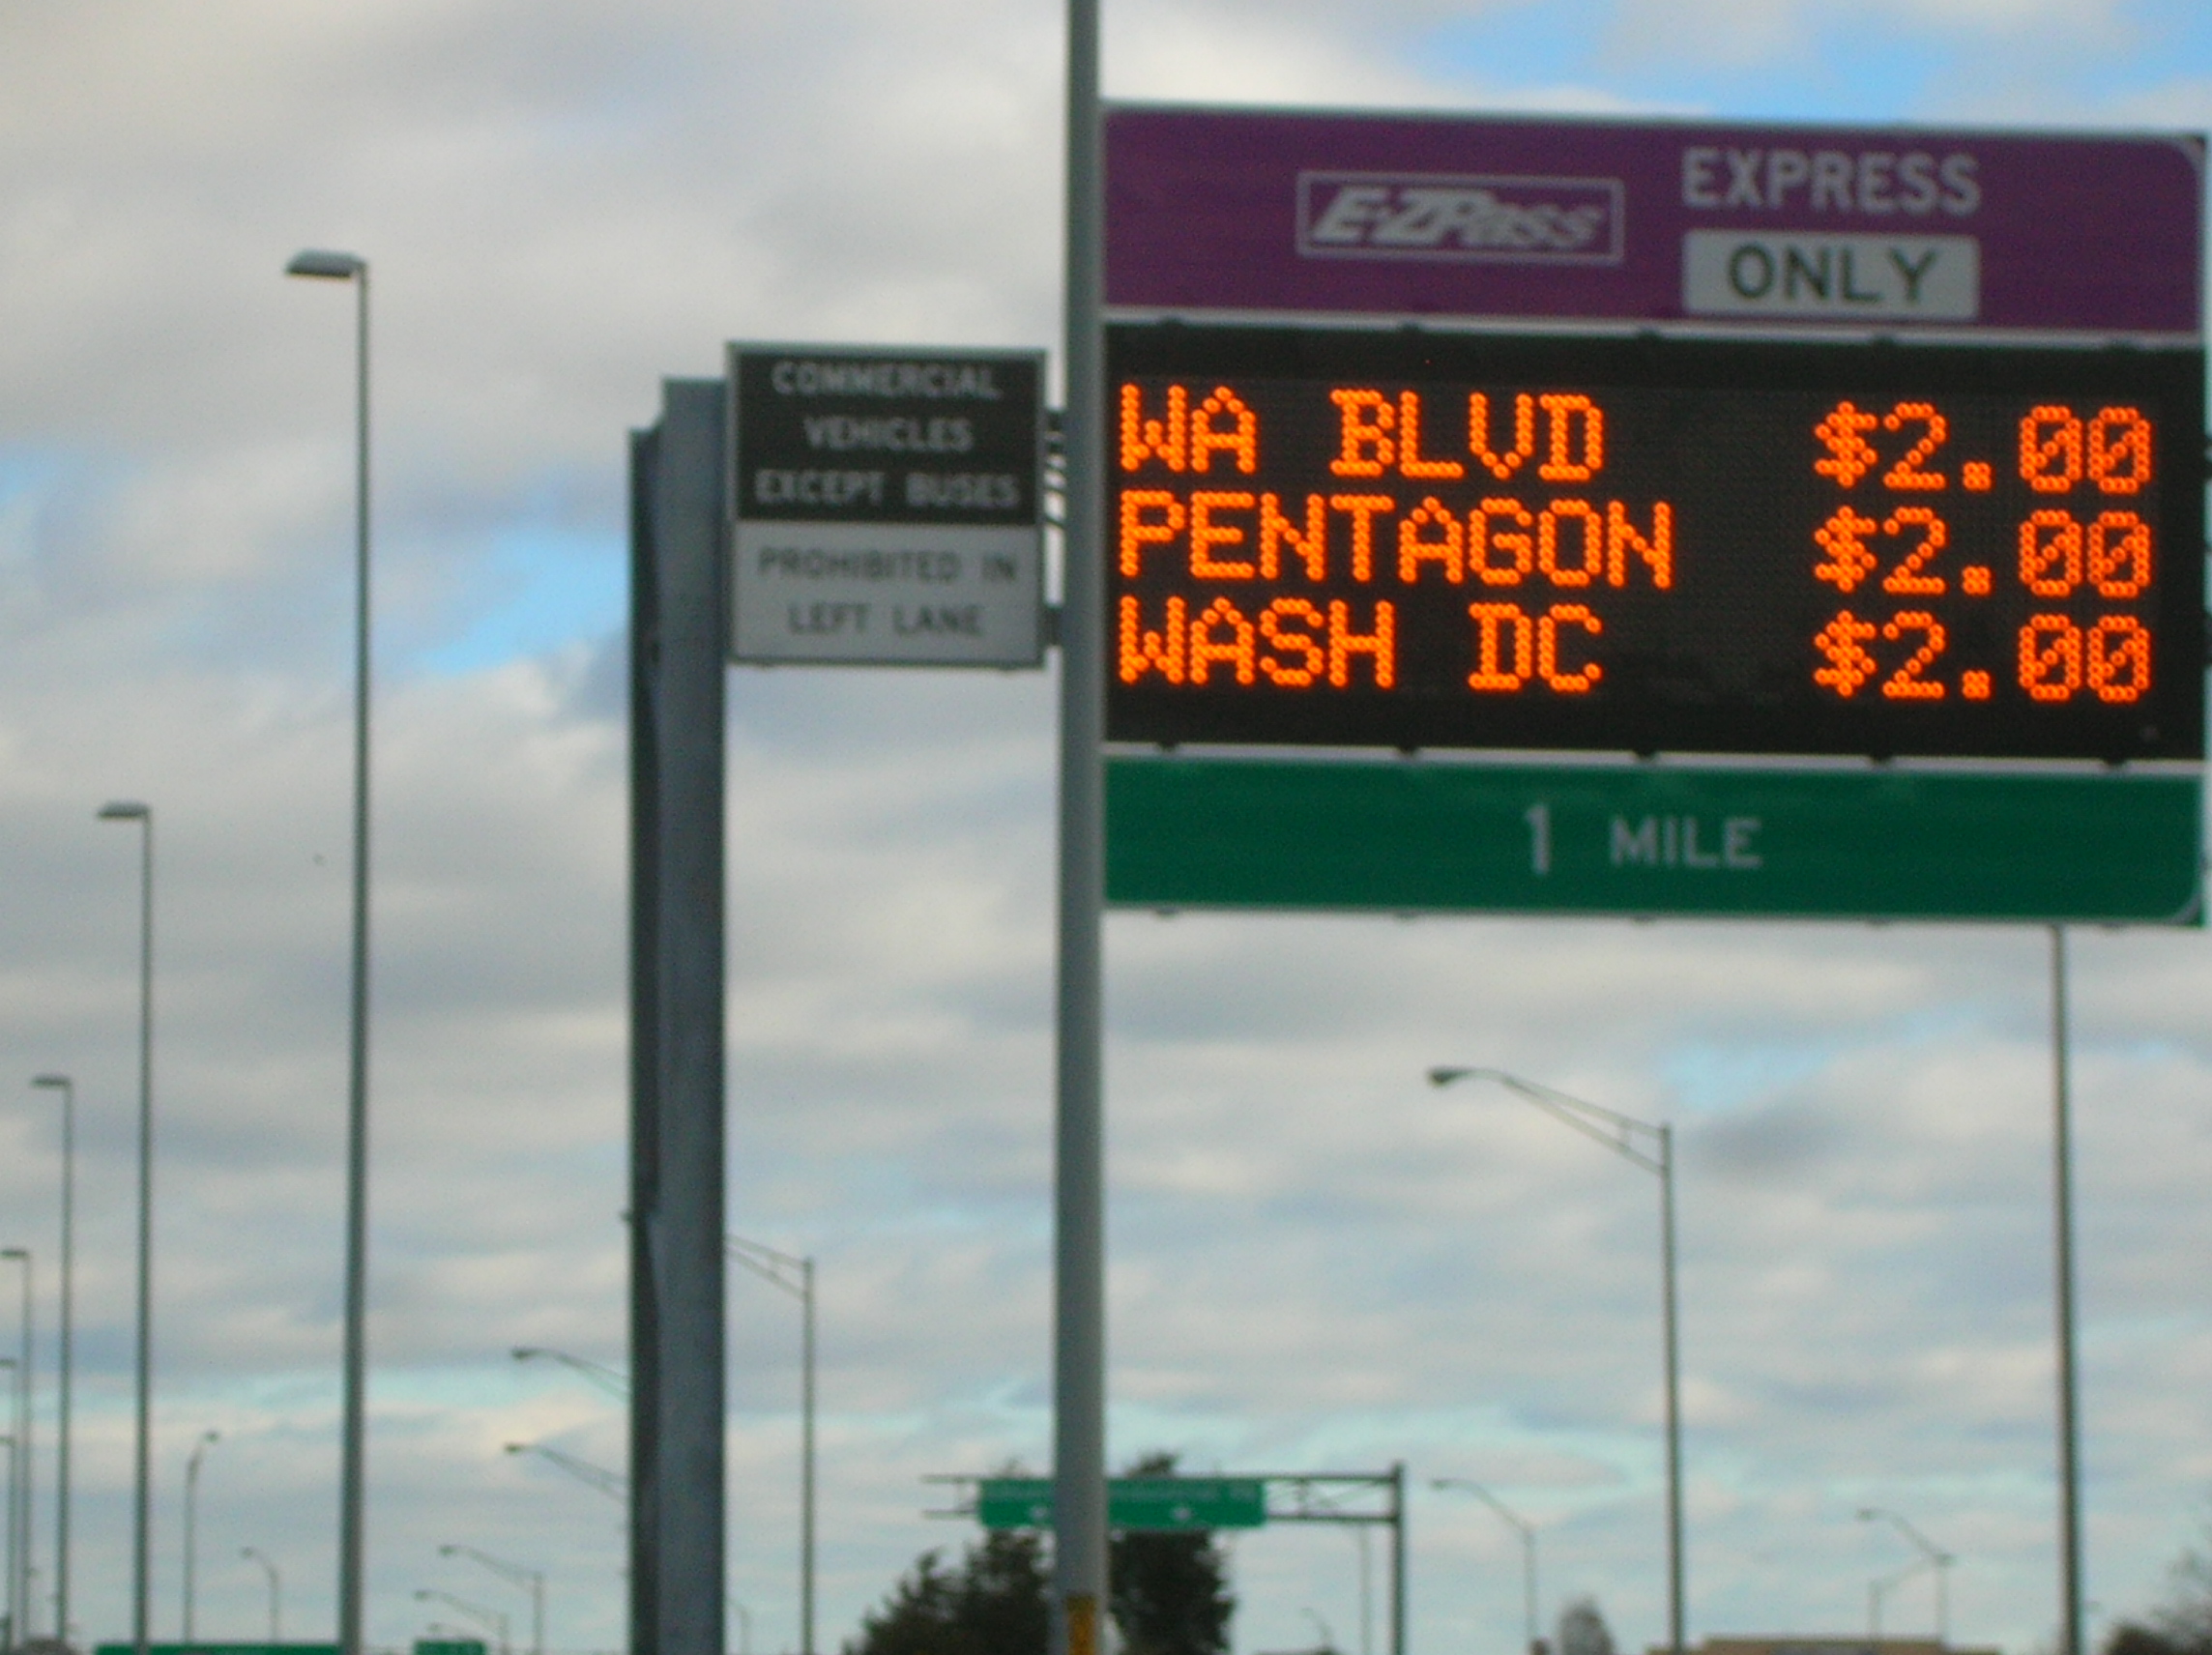 COMMERCIAL
VEHICLES
EXCEPT BUSES
PROHIBITED IN
LEFT LANE
E-ZPass EXPRESS
ONLY
WA BLVD $2.00
PENTAGON $2.00
WASH DC $2.00
1 MILE